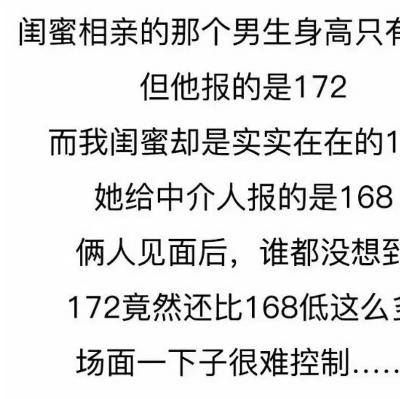 闺蜜相亲的那个男生身高只
但他报的是172
而我闺蜜却是实实在在的1
她给中介人报的是168
俩人见面后，谁都没想到
172竟然还比168低这么
场面一下子很难控制.....